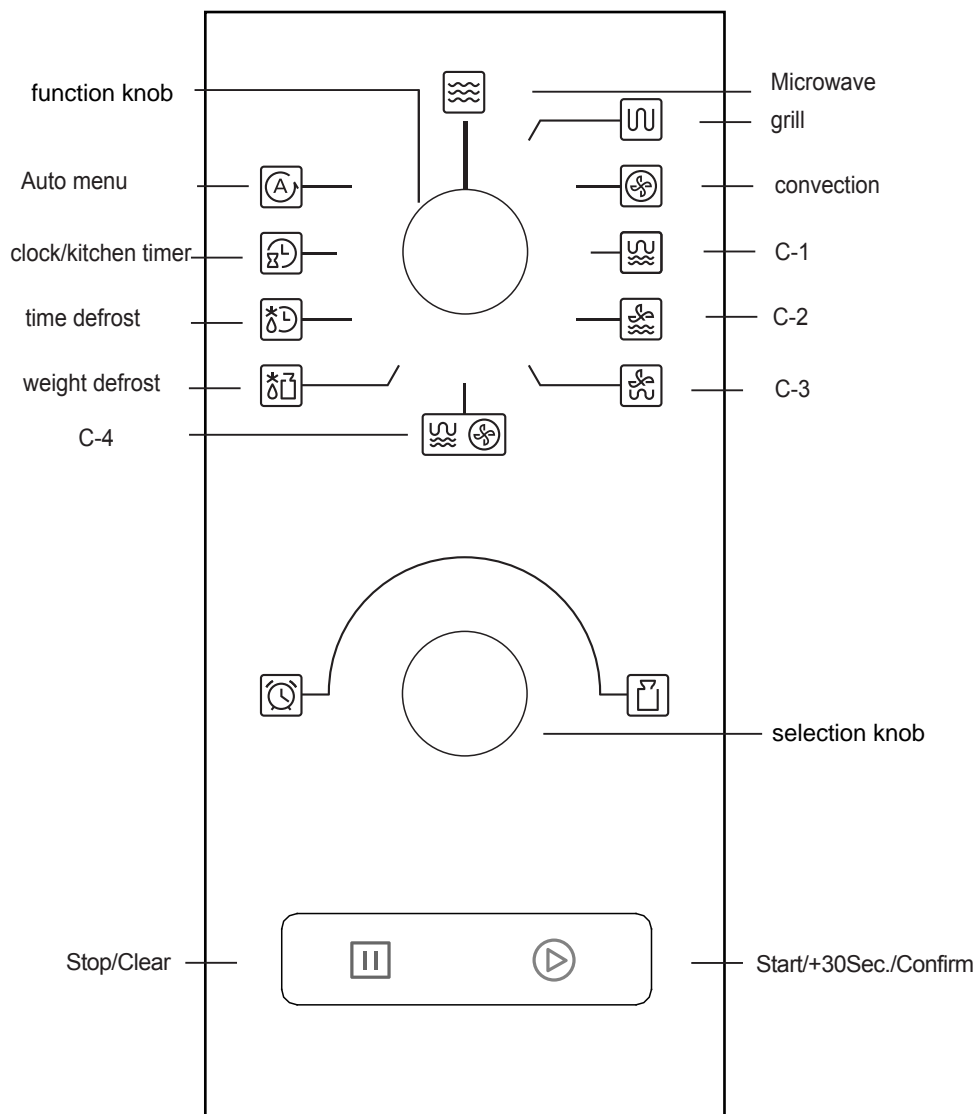 Microwave
function knob
grill
Auto menu
convection
clock/kitchen timer
C-1
time defrost
C-2
weight defrost
C-3
C-4
selection knob
Stop/Clear
Start/+30Sec./Confirm
A